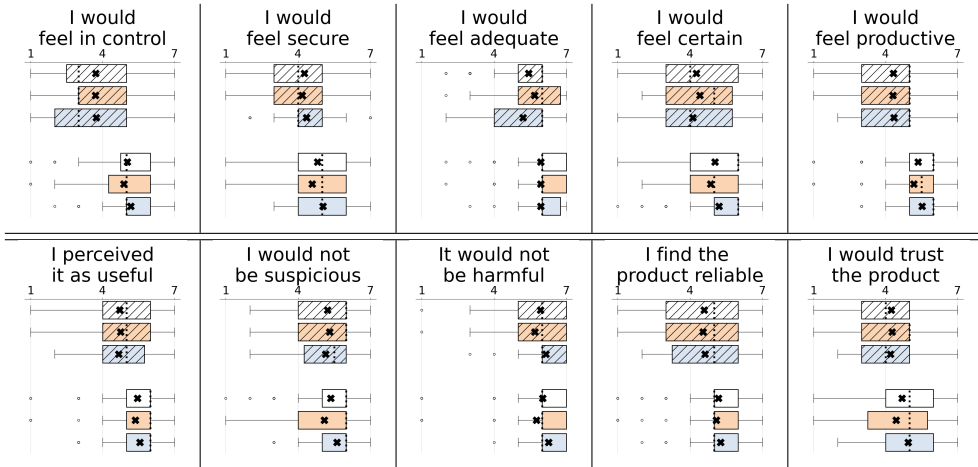 I would
feel in control
1 4 7
I would
feel secure
1 4 7
I would
feel adequate
1 4 7
I would
feel certain
1 4 7
I would
feel productive
1 4 7
I perceived
it as useful
1 4 7
I would not
be suspicious
1 4 7
It would not
be harmful
1 4 7
I find the
product reliable
1 4 7
I would trust
the product
1 4 7